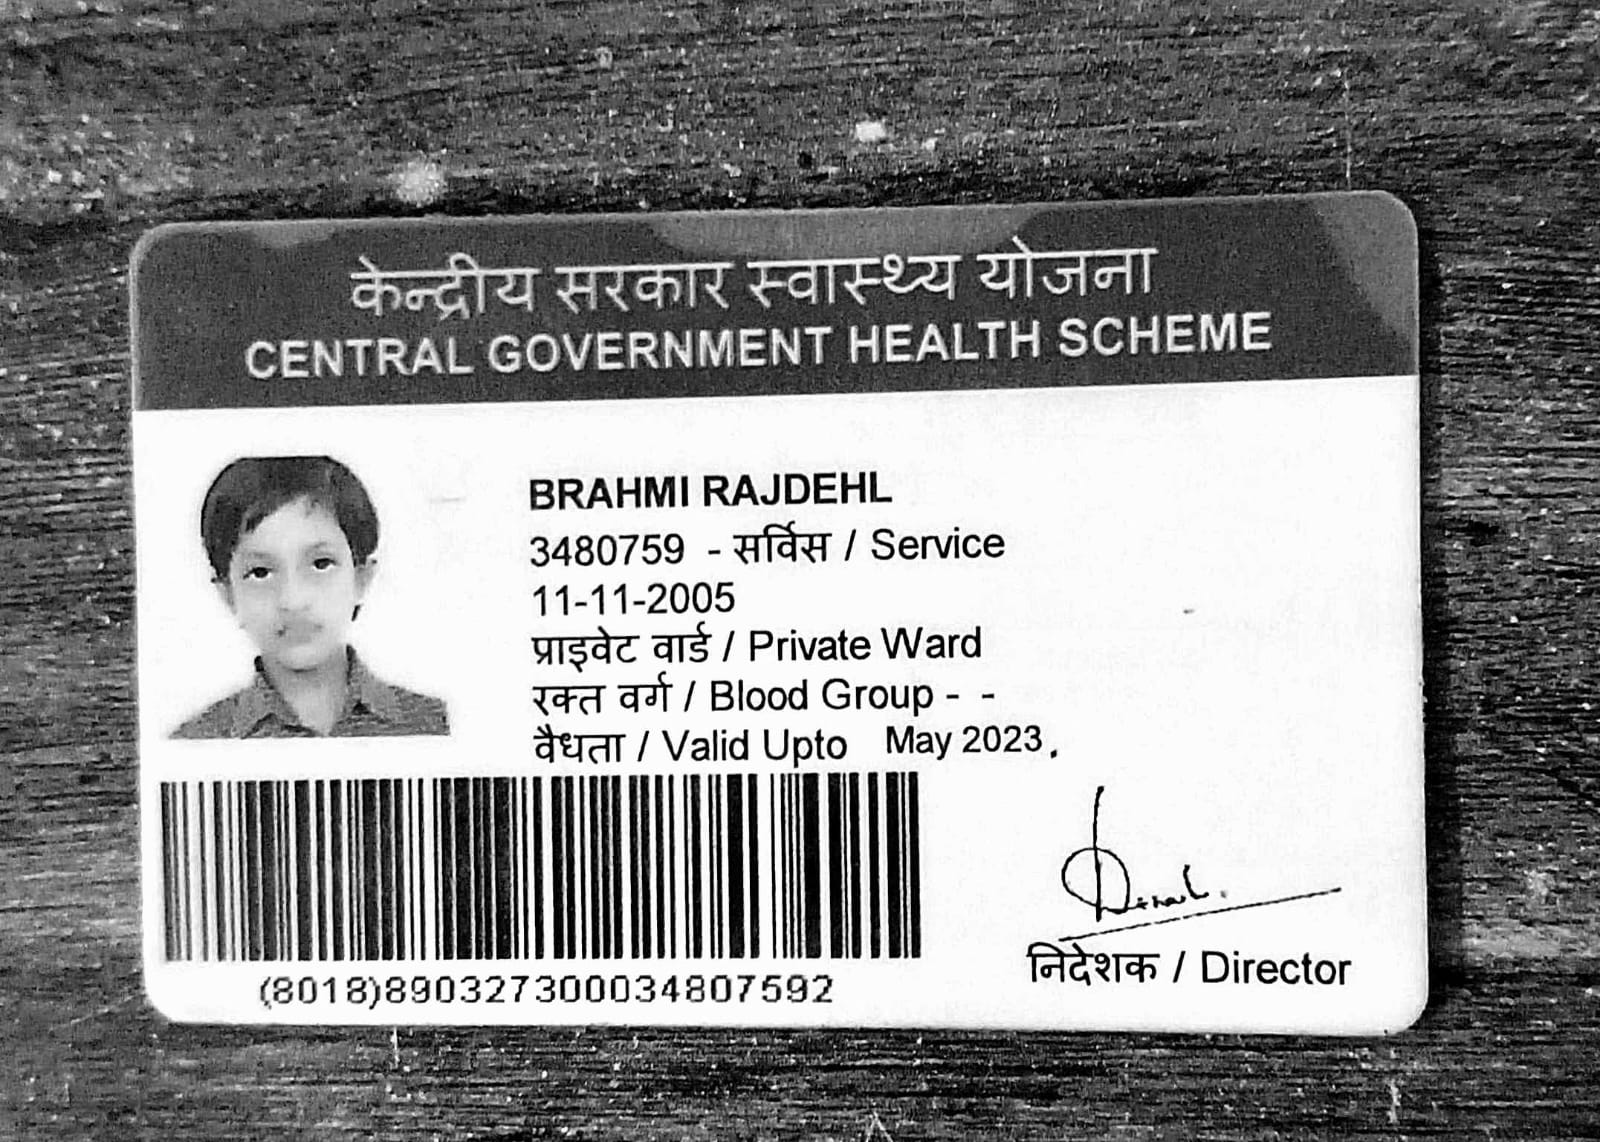 केन्द्रीय सरकार स्वास्थ्य योजना
CENTRAL GOVERNMENT HEALTH SCHEME
BRAHMI RAJDEHL
3480759 - सर्विस / Service
11-11-2005
प्राइवेट वार्ड / Private Ward
रक्त वर्ग / Blood Group - -
वैधता / Valid Upto May 2023.
(8018)890327300034807592
निदेशक / Director